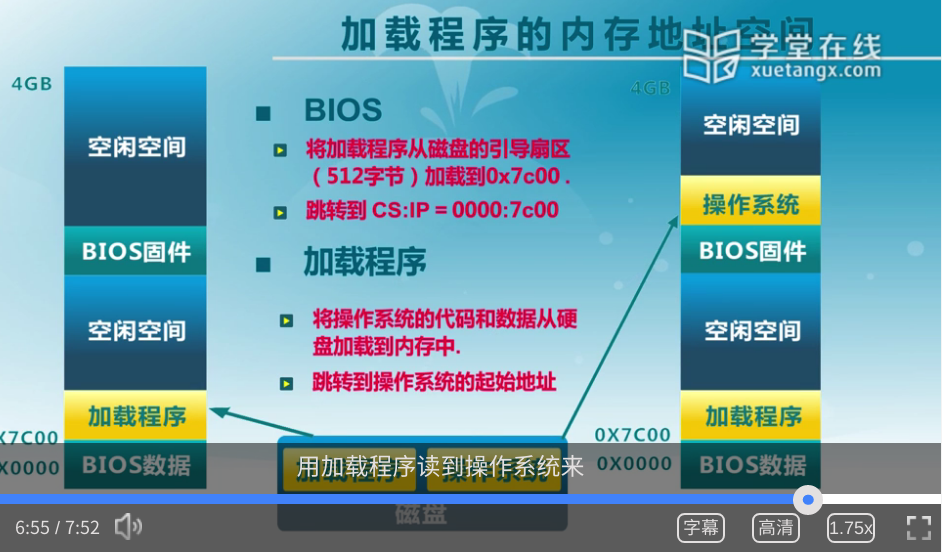 加载程序的内存地址空间
学堂在线
xuetangx.com
4GB
空闲空间
BIOS固件
空闲空间
加载程序
X7C00
X0000
BIOS数据
■ BIOS
将加载程序从磁盘的引导扇区
（512字节）加载到0x7c00 .
跳转到 CS:IP = 0000:7c00
■ 加载程序
将操作系统的代码和数据从硬
盘加载到内存中.
跳转到操作系统的起始地址
4GB
空闲空间
操作系统
BIOS固件
空闲空间
加载程序
0X7C00
0X0000
BIOS数据
加载程序
操作系统
磁盘
用加载程序读到操作系统来
6:55 / 7:52
字幕
高清
1.75x